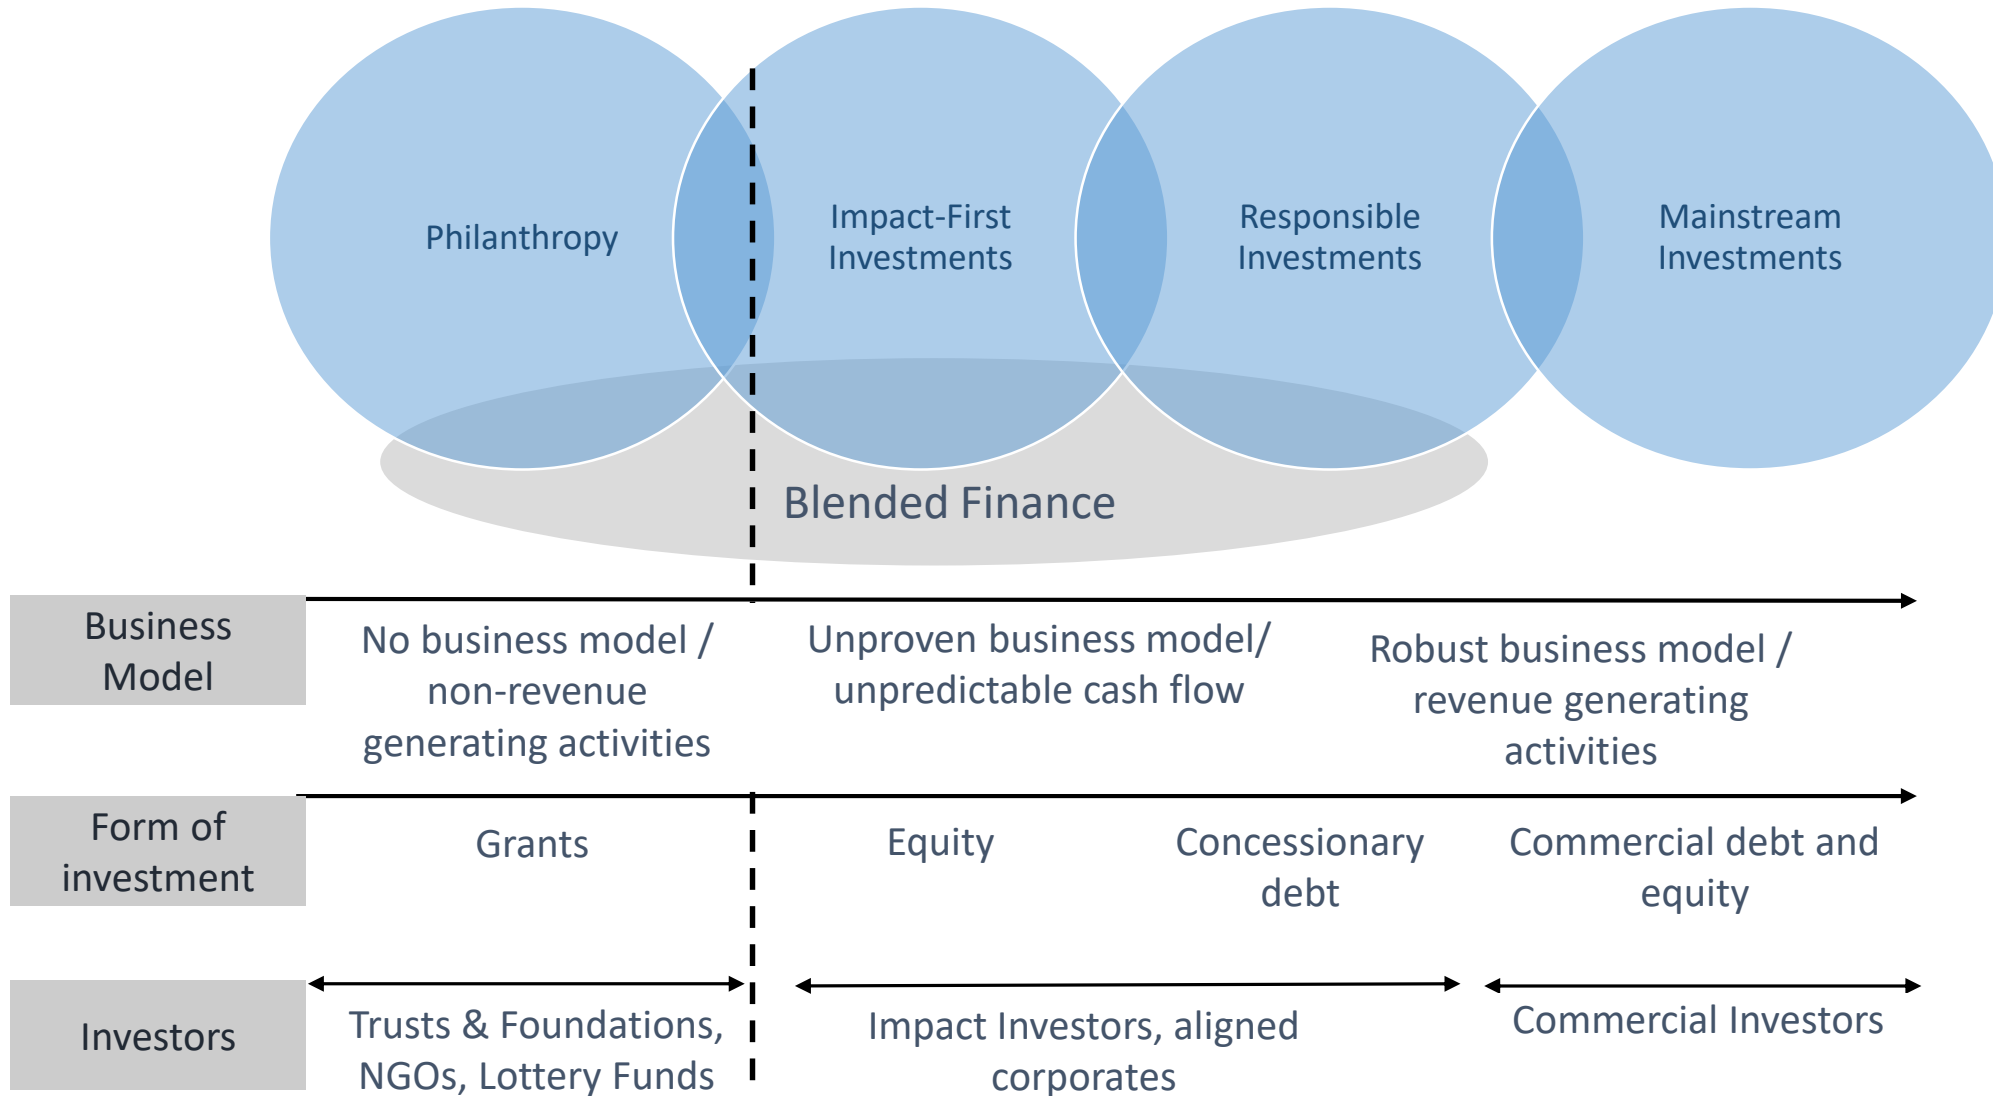 Philanthropy
Impact-First
Investments
Responsible
Investments
Mainstream
Investments
Blended Finance
Business
Model
No business model /
non-revenue
generating activities
Unproven business model/
unpredictable cash flow
Robust business model /
revenue generating
activities
Form of
investment
Grants
Equity
Concessionary
debt
Commercial debt and
equity
Investors
Trusts & Foundations,
NGOs, Lottery Funds
Impact Investors, aligned
corporates
Commercial Investors